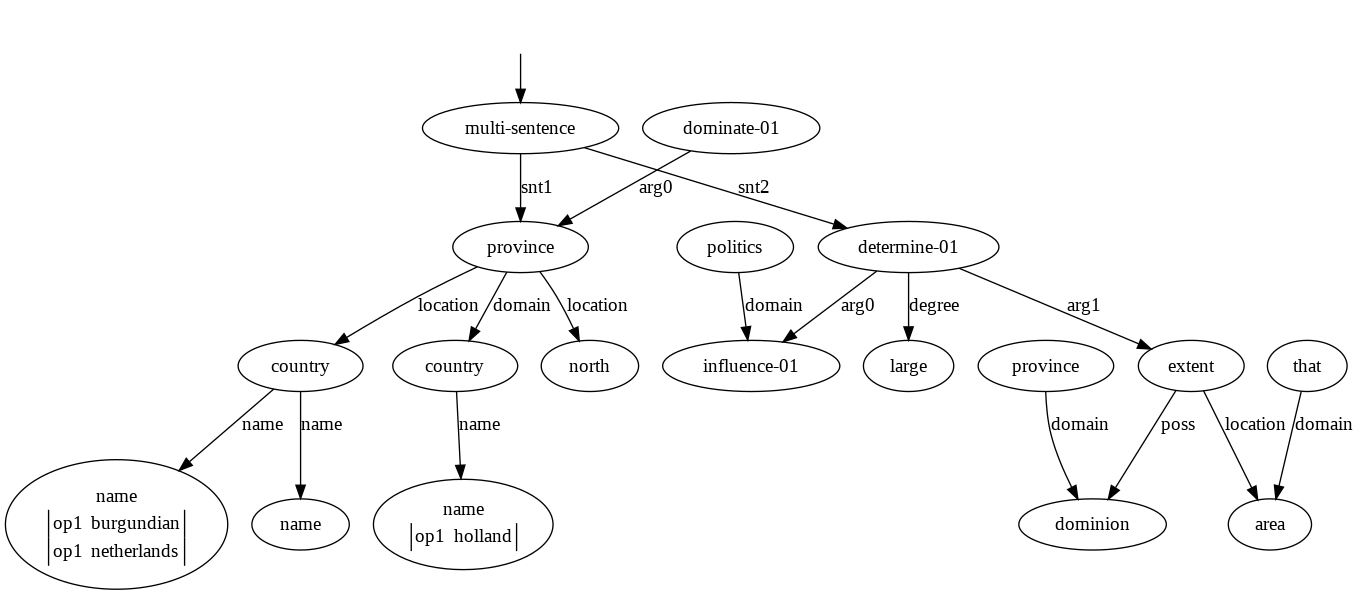 multi-sentence dominate-01
snt1 arg0 snt2
province politics determine-01
location domain location domain arg0 degree arg1
country country north influence-01 large province extent that
name name name domain poss location domain
name
op1 burgundian
op1 netherlands
name
name
op1 holland
dominion area